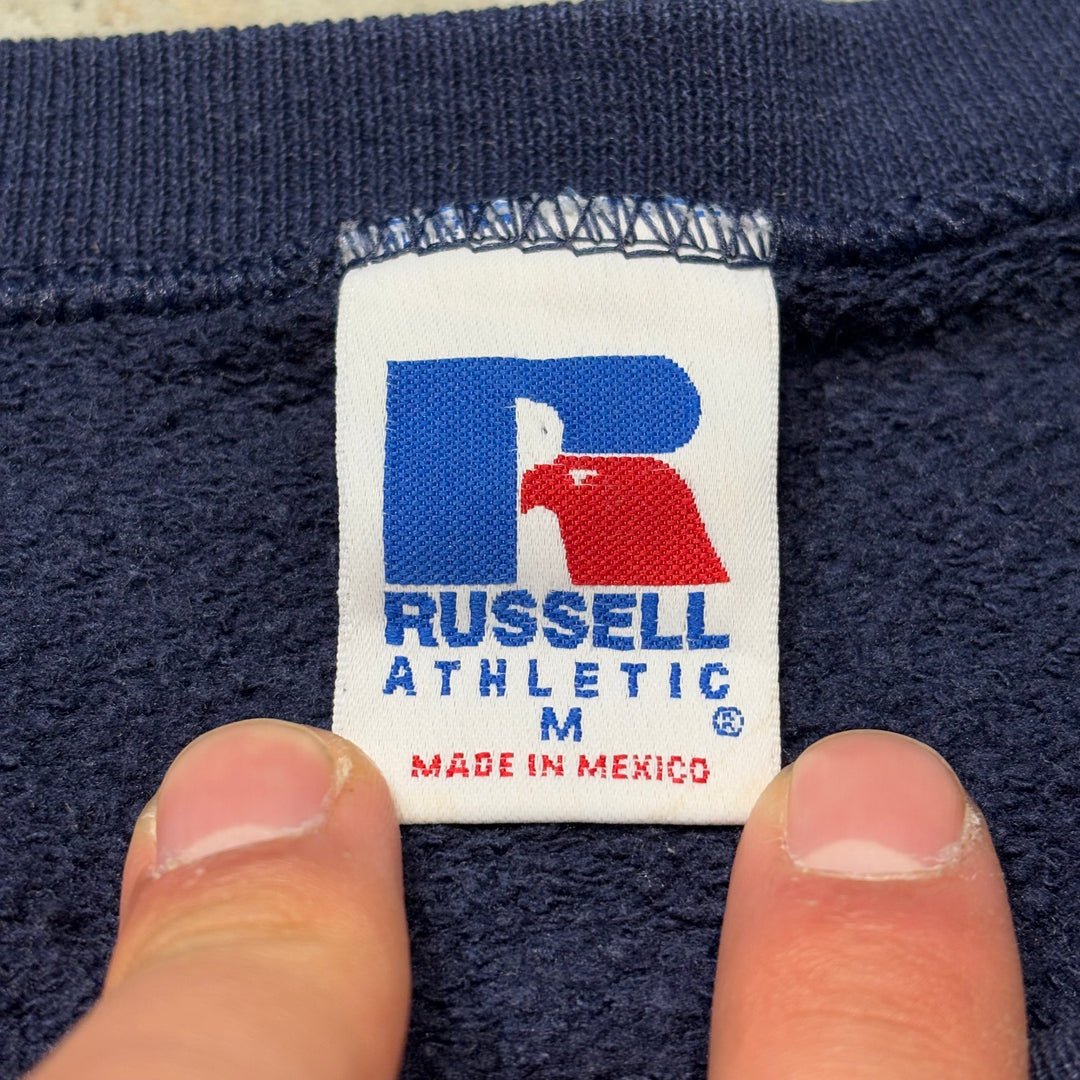 RUSSELL
ATHLETIC
M ®
MADE IN MEXICO